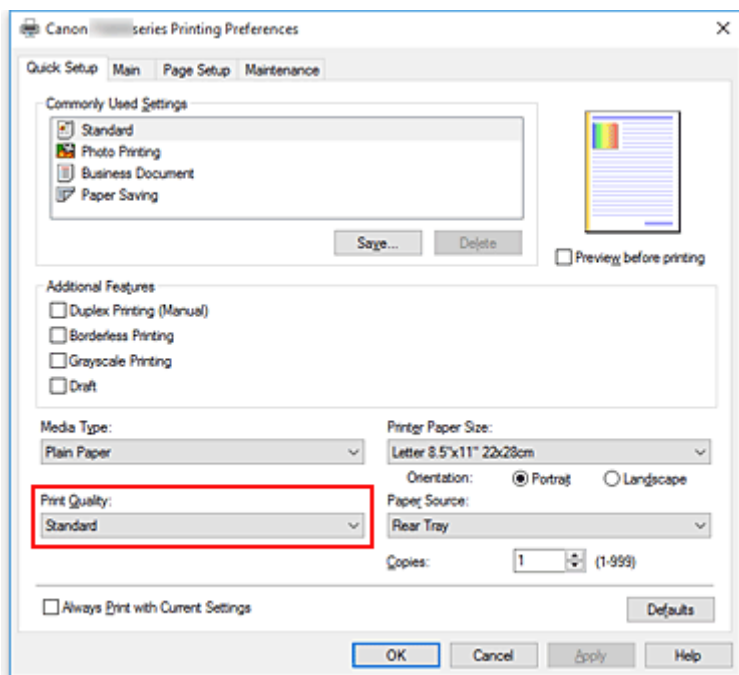 Canon series Printing Preferences
Quick Setup Main Page Setup Maintenance
Commonly Used Settings
Standard
Photo Printing
Business Document
Paper Saving
Save... Delete
Preview before printing
Additional Features
Duplex Printing (Manual)
Borderless Printing
Grayscale Printing
Draft
Media Type: Printer Paper Size:
Plain Paper Letter 8.5"x11" 22x28cm
Orientation: Portrait Landscape
Print Quality: Paper Source:
Standard Rear Tray
Copies: 1 (1-999)
Always Print with Current Settings Defaults
OK Cancel Apply Help